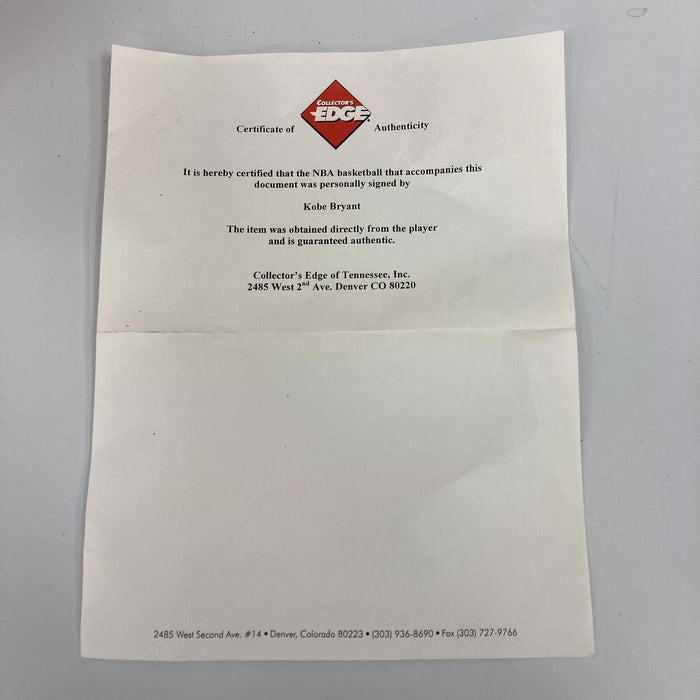 COLLECTOR'S
EDGE
Certificate of Authenticity
It is hereby certified that the NBA basketball that accompanies this
document was personally signed by
Kobe Bryant
The item was obtained directly from the player
and is guaranteed authentic.
Collector's Edge of Tennessee, Inc.
2485 West 2nd Ave. Denver CO 80220
2485 West Second Ave. #14 • Denver, Colorado 80223 • (303) 936-8690 • Fax (303) 727-9766